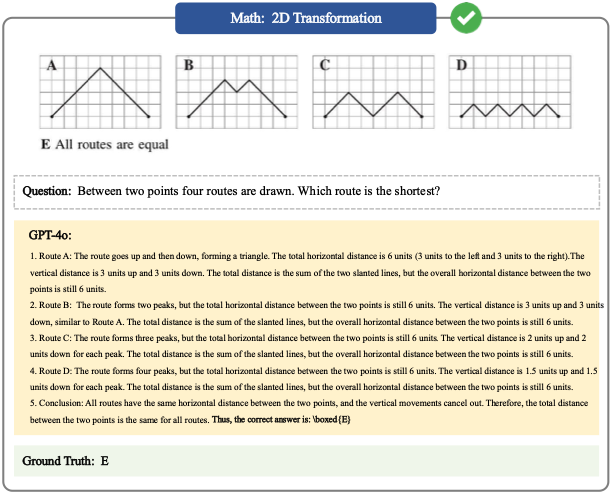 Math: 2D Transformation
A B C D
E All routes are equal
Question: Between two points four routes are drawn. Which route is the shortest?
GPT-4o:
1. Route A: The route goes up and then down, forming a triangle. The total horizontal distance is 6 units (3 units to the left and 3 units to the right).The
vertical distance is 3 units up and 3 units down. The total distance is the sum of the two slanted lines, but the overall horizontal distance between the two
points is still 6 units.
2. Route B: The route forms two peaks, but the total horizontal distance between the two points is still 6 units. The vertical distance is 3 units up and 3 units
down, similar to Route A. The total distance is the sum of the slanted lines, but the overall horizontal distance between the two points is still 6 units.
3. Route C: The route forms three peaks, but the total horizontal distance between the two points is still 6 units. The vertical distance is 2 units up and 2
units down for each peak. The total distance is the sum of the slanted lines, but the overall horizontal distance between the two points is still 6 units.
4. Route D: The route forms four peaks, but the total horizontal distance between the two points is still 6 units. The vertical distance is 1.5 units up and 1.5
units down for each peak. The total distance is the sum of the slanted lines, but the overall horizontal distance between the two points is still 6 units.
5. Conclusion: All routes have the same horizontal distance between the two points, and the vertical movements cancel out. Therefore, the total distance
between the two points is the same for all routes. Thus, the correct answer is: \boxed{E}
Ground Truth: E